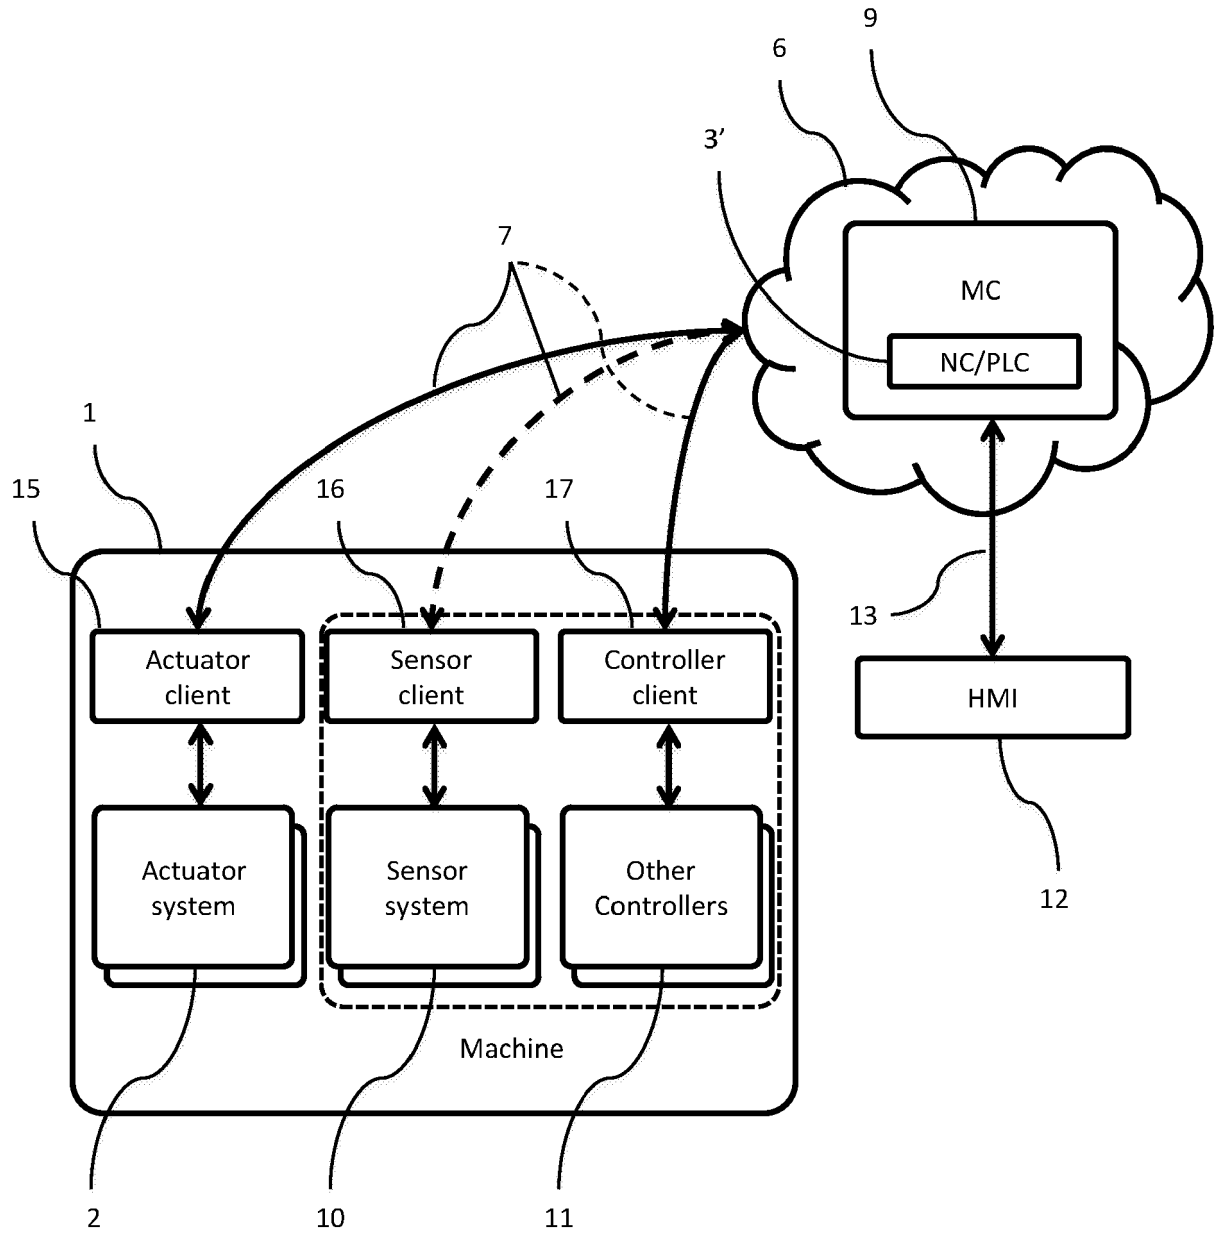 9
6
3’
7
MC
NC/PLC
1
15
16
17
13
Actuator
client
Sensor
client
Controller
client
HMI
Actuator
system
Sensor
system
Other
Controllers
12
Machine
2
10
11